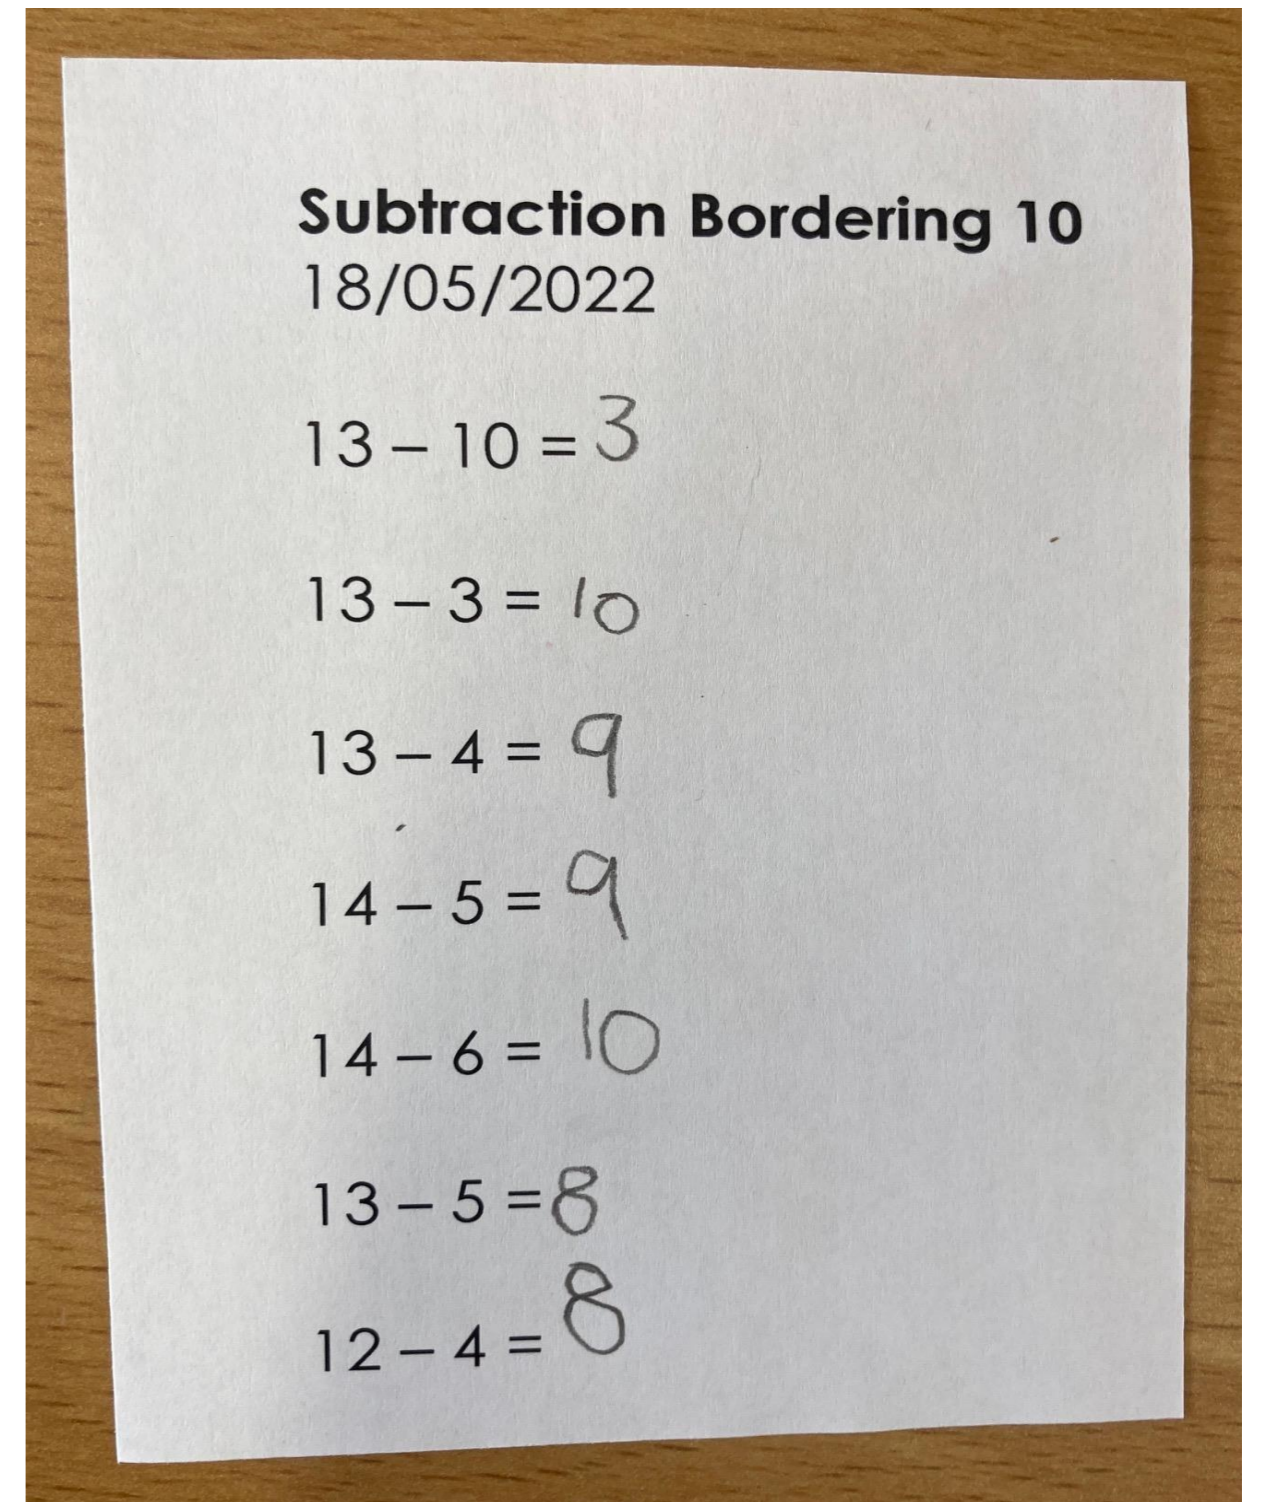 Subtraction Bordering 10
18/05/2022
13 – 10 = 3
13 – 3 = 10
13 – 4 = 9
14 – 5 = 9
14 – 6 = 10
13 – 5 = 8
12 – 4 = 8